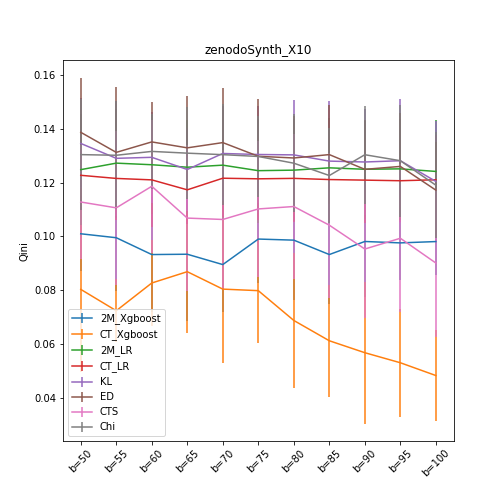 zenodoSynth_X10
Qini
0.16
0.14
0.12
0.10
0.08
0.06
0.04
2M_Xgboost
CT_Xgboost
2M_LR
CT_LR
KL
ED
CTS
Chi
b=50
b=55
b=60
b=65
b=70
b=75
b=80
b=85
b=90
b=95
b=100